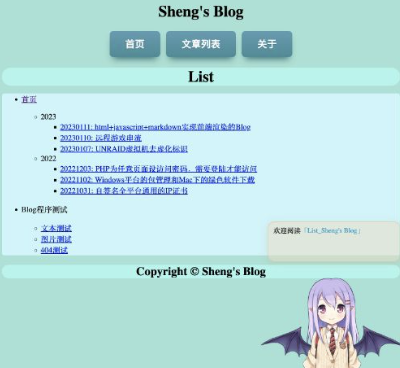 Sheng's Blog
首页 文章列表 关于
List
首页
2023
20230111: html+javascript+markdown实现前端渲染的Blog
20230110: 远程游戏串流
20230107: UNRAID虚拟机去虚化标识
2022
20221203: PHP为任意页面设访问密码，需要登陆才能访问
20221102: Windows平台的包管理和Mac下的绿色软件下载
20221031: 自签名全平台通用的IP证书
Blog程序测试
文本测试
图片测试
404测试
欢迎阅读「List_Sheng's Blog」
Copyright © Sheng's Blog